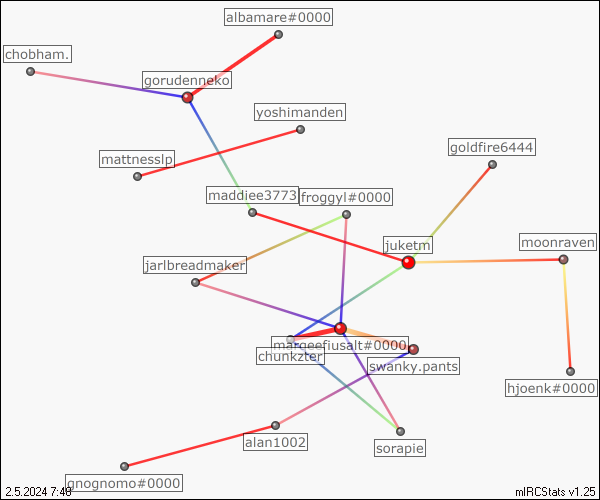 albamare#0000
chobham.
gorudenneko
yoshimanden
goldfire6444
mattnesslp
maddiee3773
froggyl#0000
juketm
moonraven
jarlbreadmaker
margeefiusalt#0000
chunkzter
swanky.pants
hjoenk#0000
alan1002
sorapie
gnognomo#0000
2.5.2024 7:48
mIRCStats v1.25